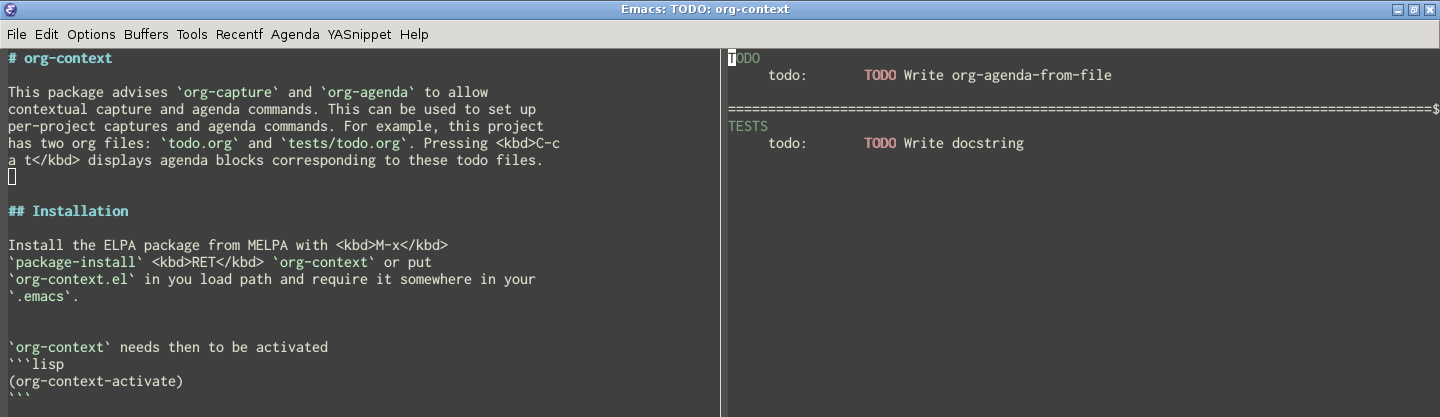 Emacs: TODO: org-context
File Edit Options Buffers Tools Recentf Agenda YASnippet Help
# org-context
This package advises `org-capture` and `org-agenda` to allow
contextual capture and agenda commands. This can be used to set up
per-project captures and agenda commands. For example, this project
has two org files: `todo.org` and `tests/todo.org`. Pressing <kbd>C-c
a t</kbd> displays agenda blocks corresponding to these todo files.
## Installation
Install the ELPA package from MELPA with <kbd>M-x</kbd>
`package-install` <kbd>RET</kbd> `org-context` or put
`org-context.el` in you load path and require it somewhere in your
`.emacs`.
`org-context` needs then to be activated
```lisp
(org-context-activate)
```
TODO
todo: TODO Write org-agenda-from-file
========================================================================================$
TESTS
todo: TODO Write docstring